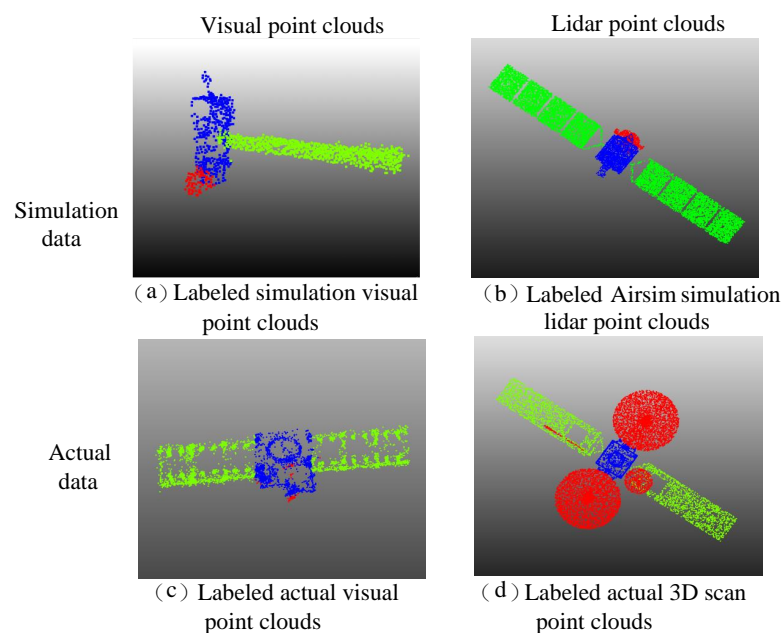 Visual point clouds
Lidar point clouds
Simulation
data
（a) Labeled simulation visual
point clouds
（b) Labeled Airsim simulation
lidar point clouds
Actual
data
（c) Labeled actual visual
point clouds
（d) Labeled actual 3D scan
point clouds